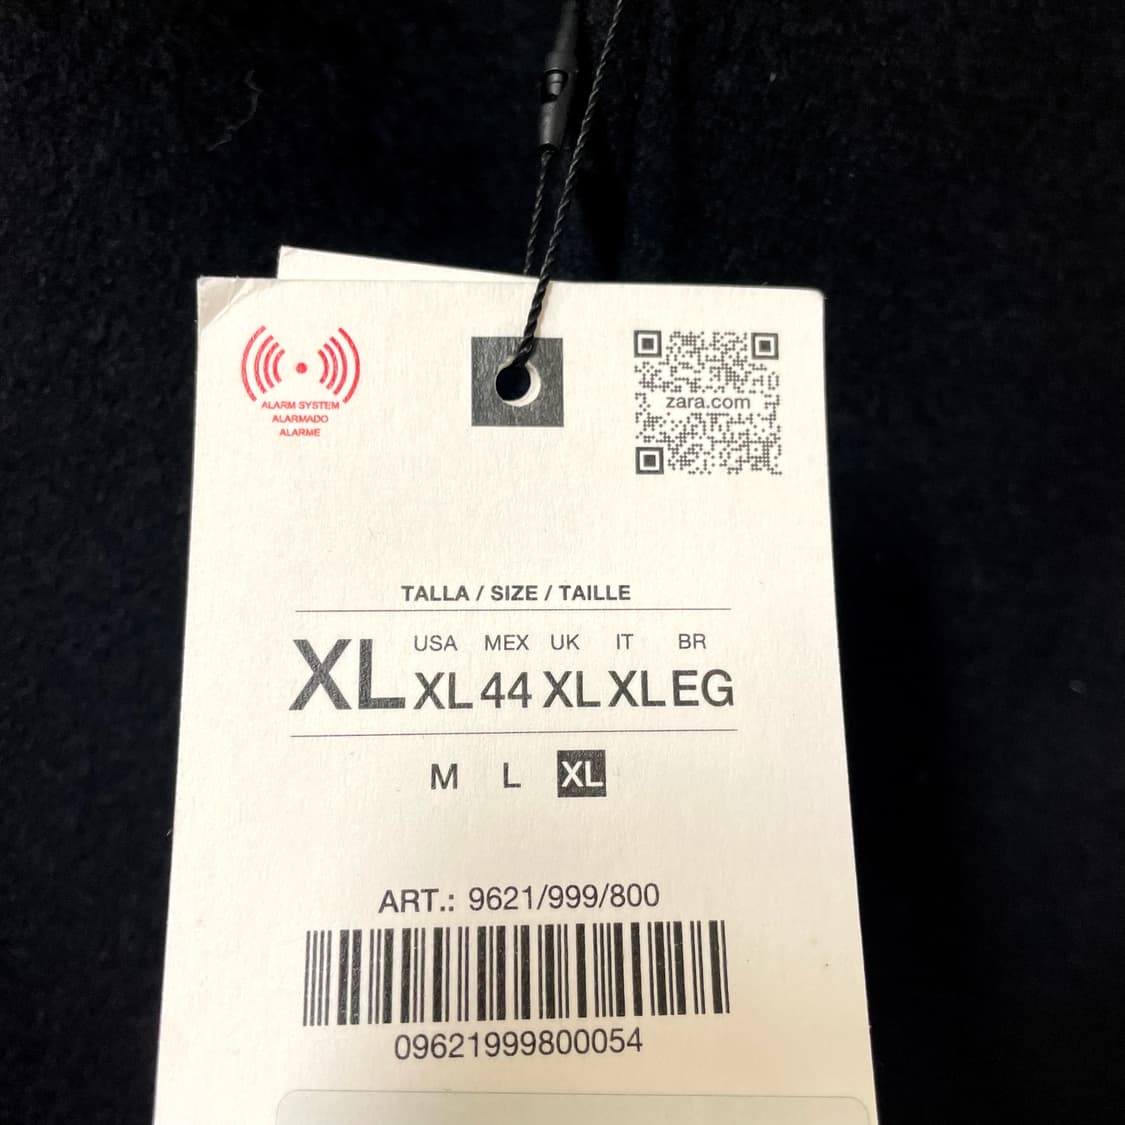 ALARM SYSTEM
ALARMADO
ALARME
zara.com
TALLA / SIZE / TAILLE
XL
USA MEX UK IT BR
XL 44 XL XL EG
M L XL
ART.: 9621/999/800
09621999800054